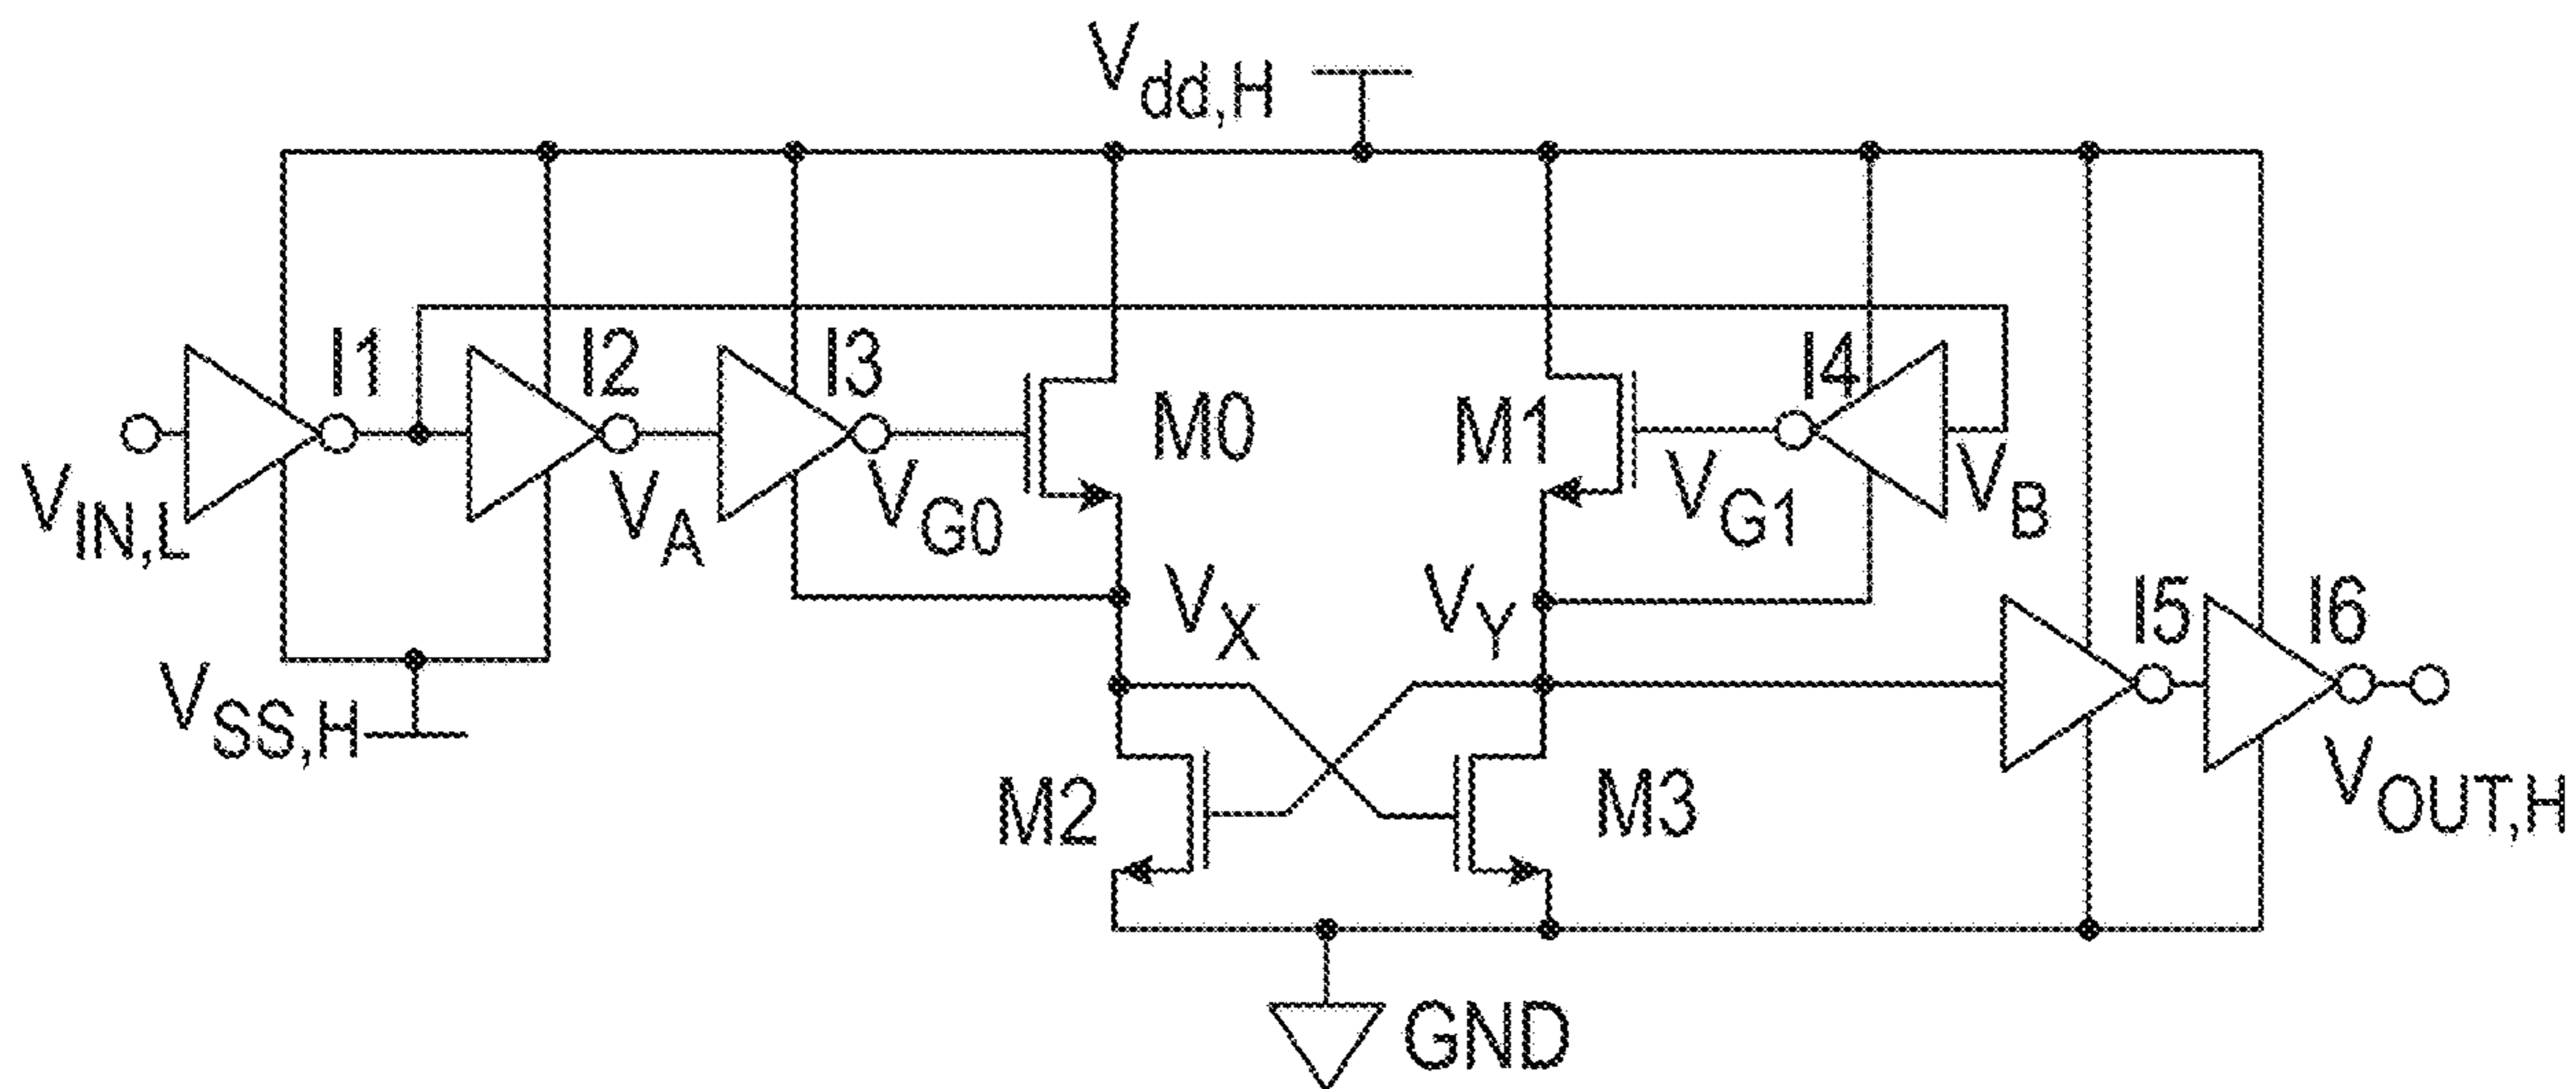 Vdd,H
I1
I2
I3
M0
M1
I4
VIN,L
VA
VG0
VG1
VB
VX
VY
I5
I6
VSS,H
M2
M3
VOUT,H
GND